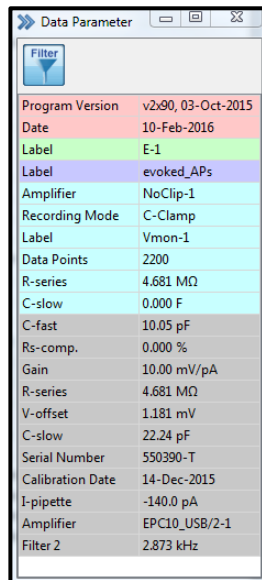 Data Parameter
Filter
Program Version v2x90, 03-Oct-2015
Date 10-Feb-2016
Label E-1
Label evoked_APs
Amplifier NoClip-1
Recording Mode C-Clamp
Label Vmon-1
Data Points 2200
R-series 4.681 MΩ
C-slow 0.000 F
C-fast 10.05 pF
Rs-comp. 0.000 %
Gain 10.00 mV/pA
R-series 4.681 MΩ
V-offset 1.181 mV
C-slow 22.24 pF
Serial Number 550390-T
Calibration Date 14-Dec-2015
I-pipette -140.0 pA
Amplifier EPC10_USB/2-1
Filter 2 2.873 kHz